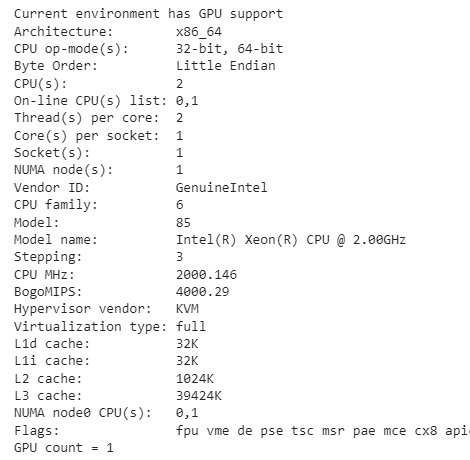 Current environment has GPU support
Architecture: x86_64
CPU op-mode(s): 32-bit, 64-bit
Byte Order: Little Endian
CPU(s): 2
On-line CPU(s) list: 0,1
Thread(s) per core: 2
Core(s) per socket: 1
Socket(s): 1
NUMA node(s): 1
Vendor ID: GenuineIntel
CPU family: 6
Model: 85
Model name: Intel(R) Xeon(R) CPU @ 2.00GHz
Stepping: 3
CPU MHz: 2000.146
BogoMIPS: 4000.29
Hypervisor vendor: KVM
Virtualization type: full
L1d cache: 32K
L1i cache: 32K
L2 cache: 1024K
L3 cache: 39424K
NUMA node0 CPU(s): 0,1
Flags: fpu vme de pse tsc msr pae mce cx8 apic
GPU count = 1